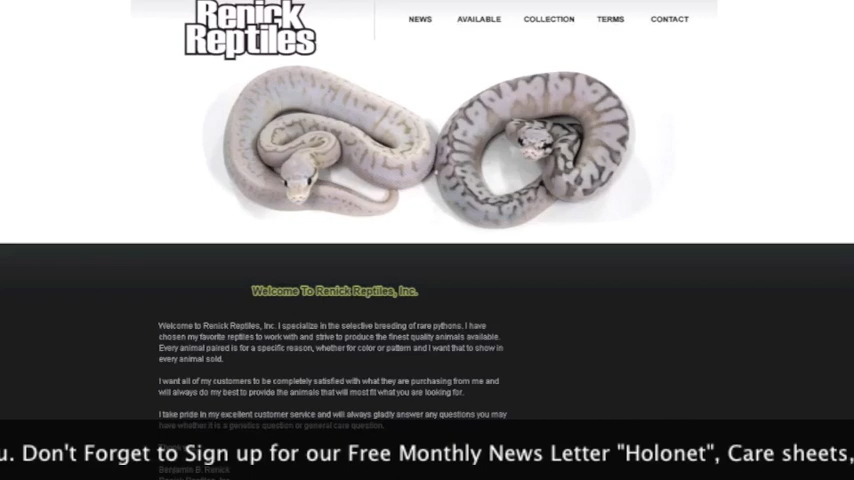 Renick
Reptiles
NEWS AVAILABLE COLLECTION TERMS CONTACT
Welcome To Renick Reptiles, Inc.
Welcome to Renick Reptiles, Inc. I specialize in the selective breeding of rare pythons. I have
chosen my favorite reptiles to work with and strive to produce the finest quality animals available.
Every animal paired is for a specific reason, whether for color or pattern and I want that to show in
every animal sold.
I want all of my customers to be completely satisfied with what they are purchasing from me and
will always do my best to provide the animals that will most fit what you are looking for.
I take pride in my excellent customer service and will always gladly answer any questions you may
have whether it is a genetics question or general care question.
u. Don't Forget to Sign up for our Free Monthly News Letter "Holonet", Care sheets,
Benjamin B. Renick